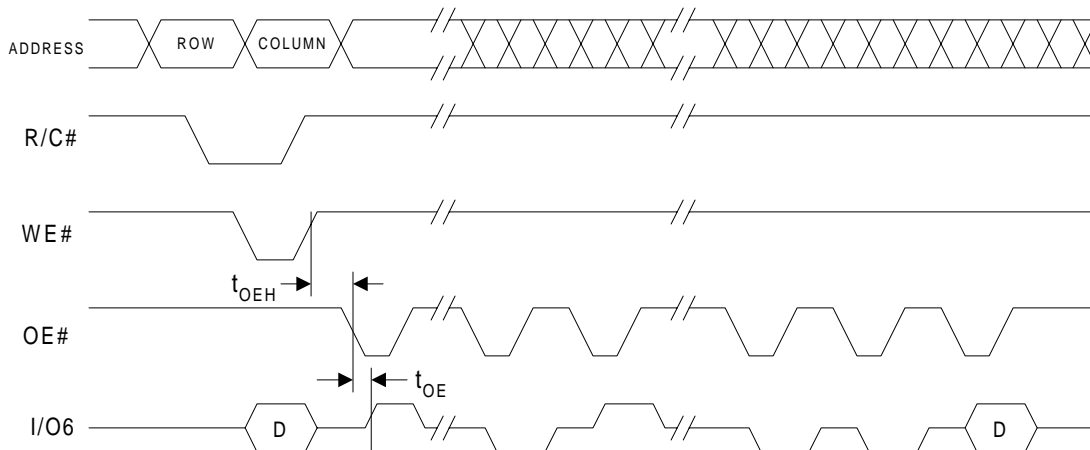 ADDRESS ROW COLUMN
R/C#
WE#
tOEH
OE#
tOE
I/O6 D D